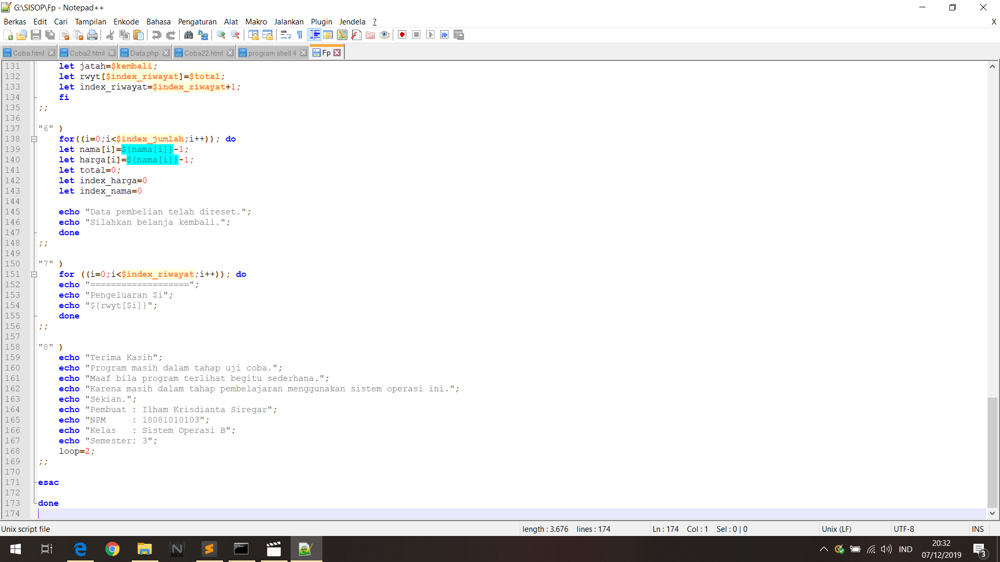 G:\SISOP\Fp - Notepad++
Berkas Edit Cari Tampilan Enkode Bahasa Pengaturan Alat Makro Jalankan Plugin Jendela ? X
Coba.html Coba2.html Data.php Coba22.html program shell 4 Fp
131 let jatah=$kembali;
132 let rwyt[$index_riwayat]=$total;
133 let index_riwayat=$index_riwayat+1;
134 fi
135 ;;
136
137 "6" )
138 for((i=0;i<$index_jumlah;i++)); do
139 let nama[i]=${nama[i]}-1;
140 let harga[i]=${nama[i]}-1;
141 let total=0;
142 let index_harga=0
143 let index_nama=0
144
145 echo "Data pembelian telah direset.";
146 echo "Silahkan belanja kembali.";
147 done
148 ;;
149
150 "7" )
151 for ((i=0;i<$index_riwayat;i++)); do
152 echo "===================";
153 echo "Pengeluaran $i";
154 echo "${rwyt[$i]}";
155 done
156 ;;
157
158 "8" )
159 echo "Terima Kasih";
160 echo "Program masih dalam tahap uji coba.";
161 echo "Maaf bila program terlihat begitu sederhana.";
162 echo "Karena masih dalam tahap pembelajaran menggunakan sistem operasi ini.";
163 echo "Sekian.";
164 echo "Pembuat : Ilham Krisdianta Siregar";
165 echo "NPM     : 18081010103";
166 echo "Kelas   : Sistem Operasi B";
167 echo "Semester: 3";
168 loop=2;
169 ;;
170
171 esac
172
173 done
174
Unix script file length : 3.676 lines : 174 Ln : 174 Col : 1 Sel : 0 | 0 Unix (LF) UTF-8 INS
IND 20:32
07/12/2019 3